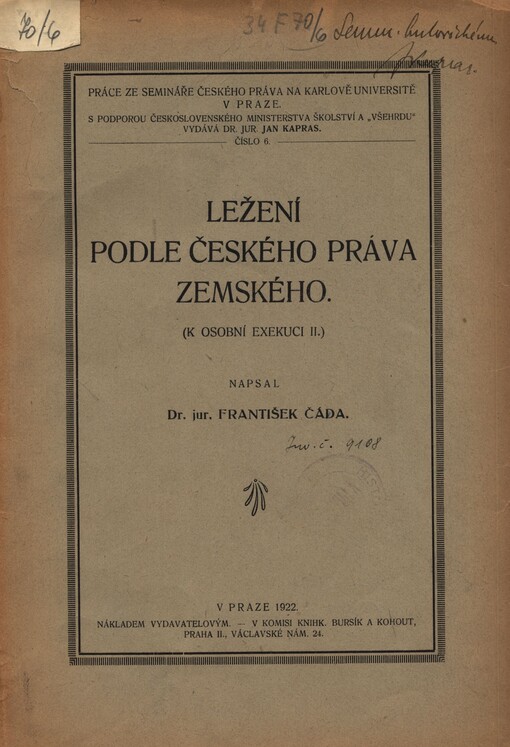 70/6
34 F 70/6
PRÁCE ZE SEMINÁŘE ČESKÉHO PRÁVA NA KARLOVĚ UNIVERSITĚ
V PRAZE.
S PODPOROU ČESKOSLOVENSKÉHO MINISTERSTVA ŠKOLSTVÍ A „VŠEHRDU“
VYDÁVÁ DR. JUR. JAN KAPRAS.
ČÍSLO 6.
LEŽENÍ
PODLE ČESKÉHO PRÁVA
ZEMSKÉHO.
(K OSOBNÍ EXEKUCI II.)
NAPSAL
Dr. jur. FRANTIŠEK ČÁDA.
Inv. č. 9108
V PRAZE 1922.
NÁKLADEM VYDAVATELOVÝM. — V KOMISI KNIHK. BURSÍK A KOHOUT,
PRAHA II., VÁCLAVSKÉ NÁM. 24.